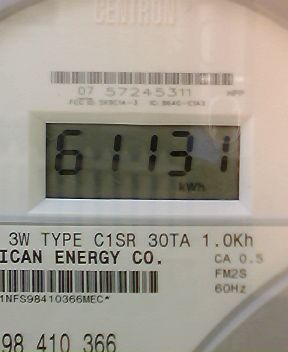 CENTRON
07 57245311 HPP
61131
kWh
3W TYPE C1SR 30TA 1.0Kh
ICAN ENERGY CO. CA 0.5
FM2S
60Hz
1NFS98410366MEC*
98 410 366